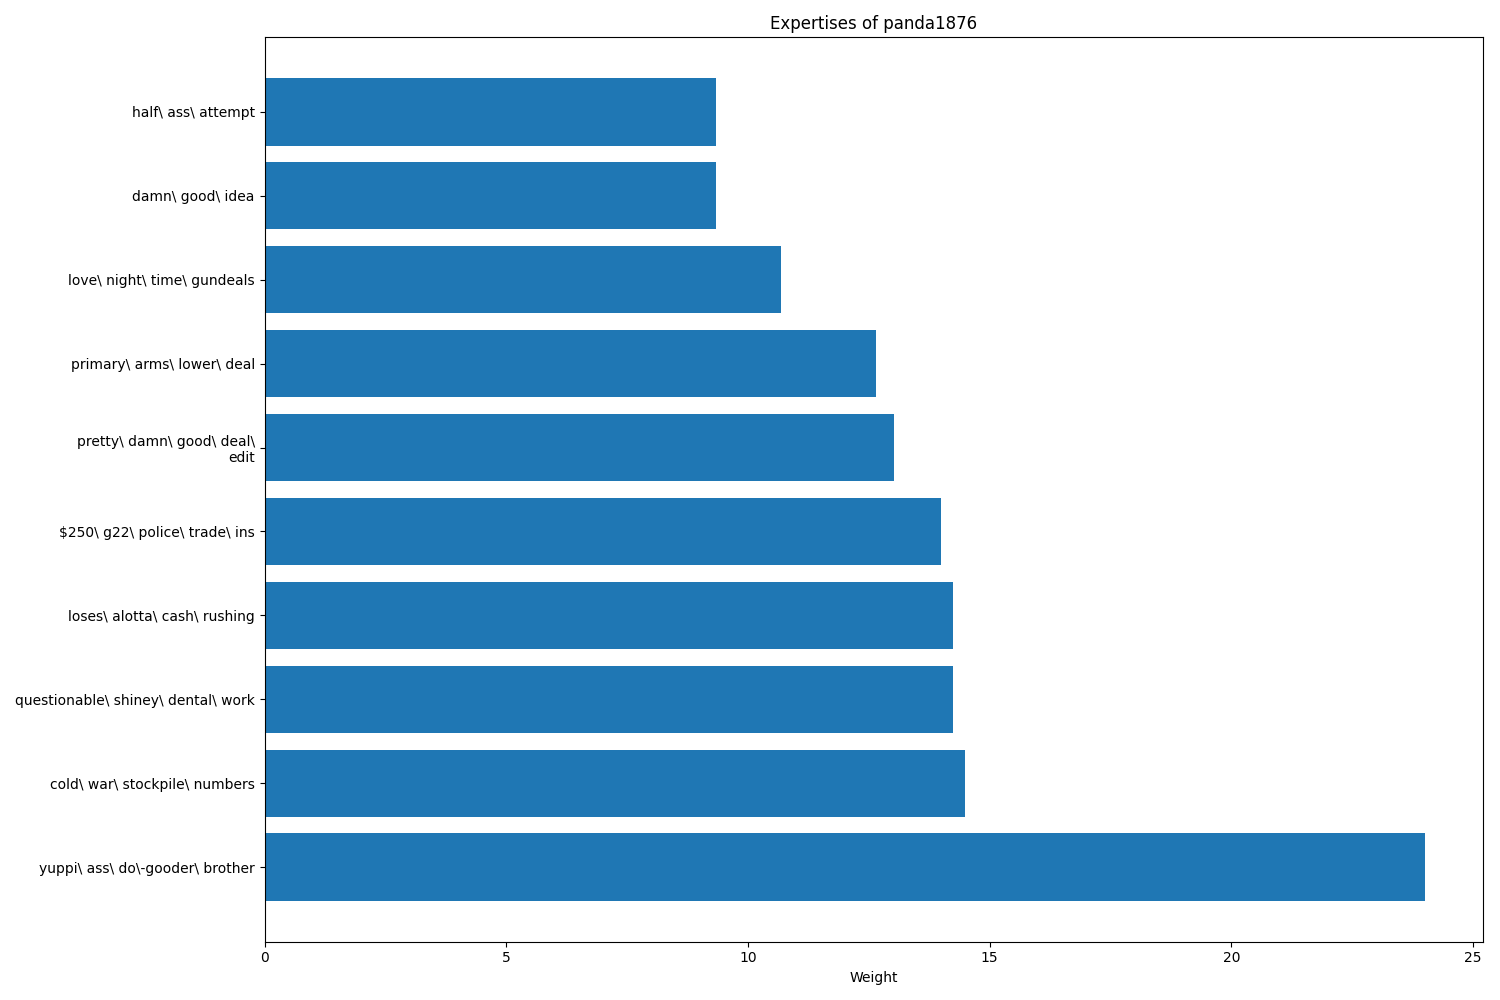 Expertises of panda1876
half\ ass\ attempt
damn\ good\ idea
love\ night\ time\ gundeals
primary\ arms\ lower\ deal
pretty\ damn\ good\ deal\
edit
$250\ g22\ police\ trade\ ins
loses\ alotta\ cash\ rushing
questionable\ shiney\ dental\ work
cold\ war\ stockpile\ numbers
yuppi\ ass\ do\-gooder\ brother
0 5 10 15 20 25
Weight